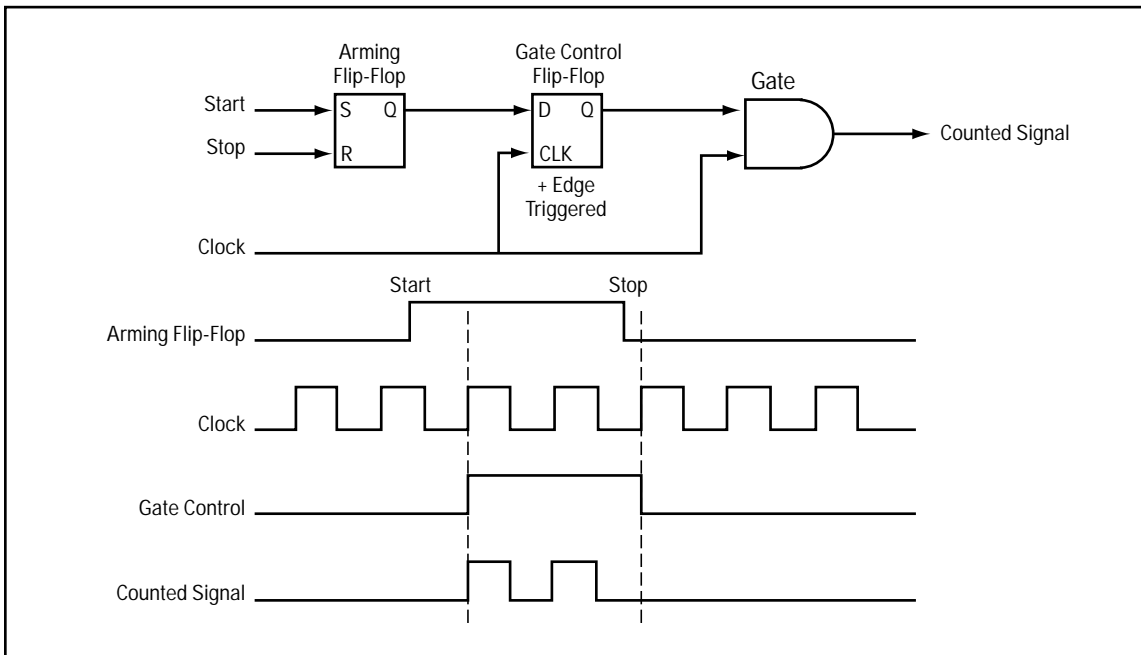 Arming
Flip-Flop
Gate Control
Flip-Flop
Gate
Start
S Q
D Q
Counted Signal
Stop
R
CLK
+ Edge
Triggered
Clock
Start
Stop
Arming Flip-Flop
Clock
Gate Control
Counted Signal